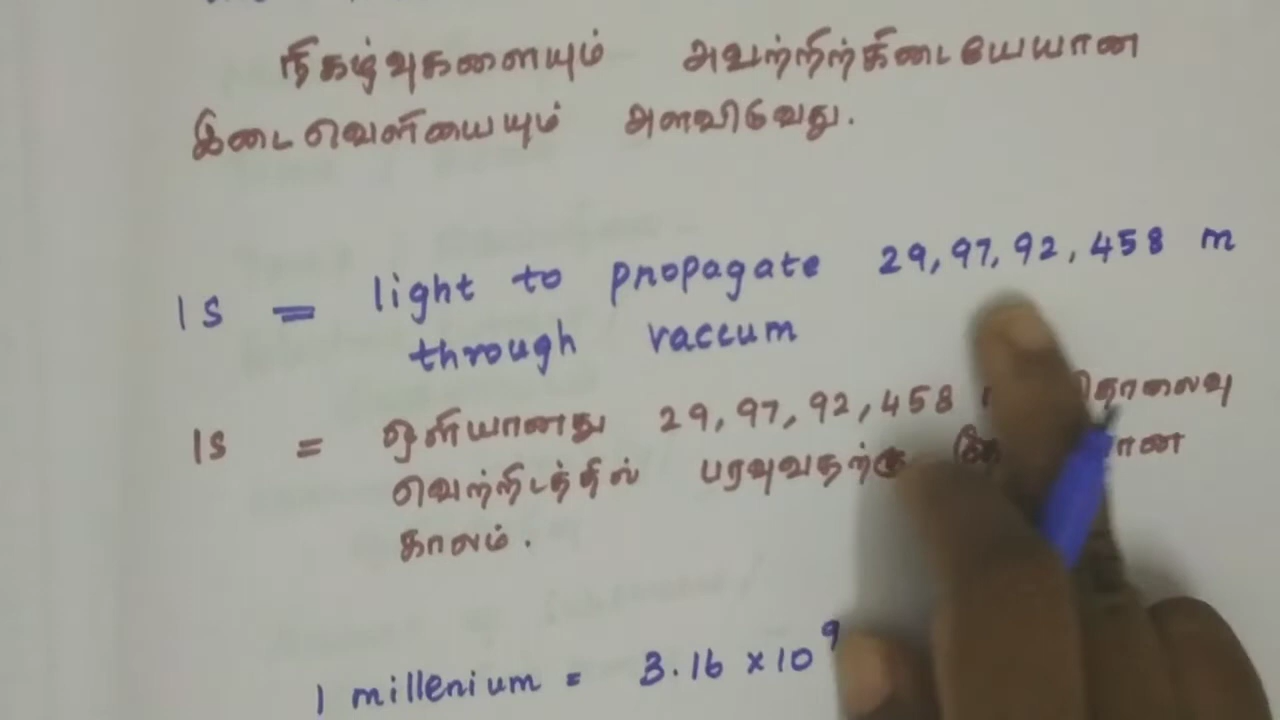 நிகழ்வுகளையும் அவற்றிற்கிடையேயான
இடைவெளியையும் அளவிடுவது.
1S = light to propagate 29,97,92,458 m
through vaccum
1S = ஒளியானது 29,97,92,458 தொலைவு
வெற்றிடத்தில் பரவுவதற்கு
காலம்.
1 millenium = 3.16 × 10⁹